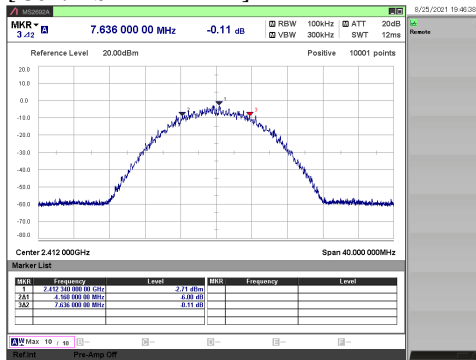 MS2692A
8/25/2021 19:46:38
MKR
3Δ2
7.636 000 00 MHz
-0.11 dB
RBW 100kHz
VBW 300kHz
ATT 20dB
SWT 12ms
Remote
Reference Level 20.00dBm
Positive 10001 points
20.0
10.0
0.0
-10.0
-20.0
-30.0
-40.0
-50.0
-60.0
-70.0
-80.0
1
2
3
Center 2.412 000GHz
Span 40.000 000MHz
Marker List
MKR Frequency Level MKR Frequency Level
1 2.412 340 000 00 GHz -2.71 dBm
2Δ1 -4.160 000 00 MHz -6.00 dB
3Δ2 7.636 000 00 MHz -0.11 dB
Max 10 / 10
Ref.Int Pre-Amp Off